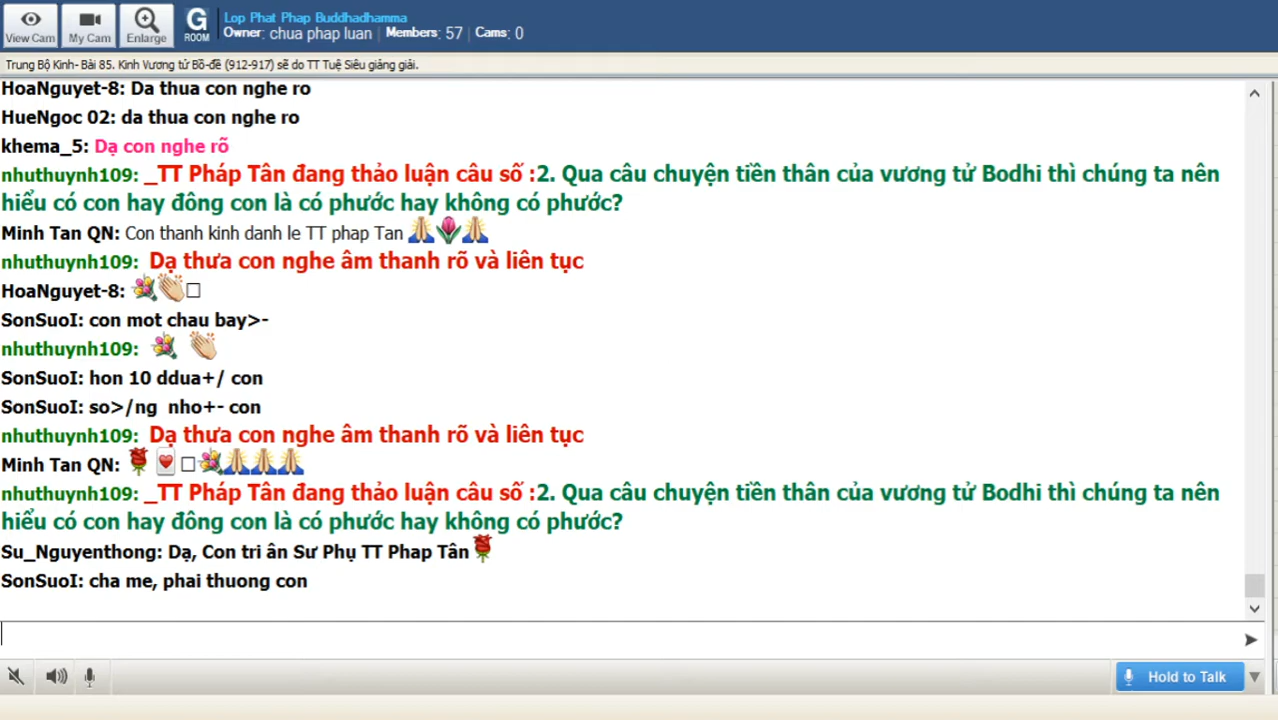 View Cam
My Cam
Enlarge
G
ROOM
Lop Phat Phap Buddhadhamma
Owner: chua phap luan | Members: 57 | Cams: 0
Trung Bộ Kinh- Bài 85. Kinh Vương tử Bồ-đề (912-917) sẽ do TT Tuệ Siêu giảng giải.
HoaNguyet-8: Da thua con nghe ro
HueNgoc 02: da thua con nghe ro
khema_5: Dạ con nghe rõ
nhuthuynh109: _TT Pháp Tân đang thảo luận câu số :2. Qua câu chuyện tiền thân của vương tử Bodhi thì chúng ta nên
hiểu có con hay đông con là có phước hay không có phước?
Minh Tan QN: Con thanh kinh danh le TT phap Tan 🙏🌷🙏
nhuthuynh109: Dạ thưa con nghe âm thanh rõ và liên tục
HoaNguyet-8: 💐👏□
SonSuoI: con mot chau bay>-
nhuthuynh109: 💐 👏
SonSuoI: hon 10 ddua+/ con
SonSuoI: so>/ng nho+- con
nhuthuynh109: Dạ thưa con nghe âm thanh rõ và liên tục
Minh Tan QN: 🌹💌□💐🙏🙏🙏
nhuthuynh109: _TT Pháp Tân đang thảo luận câu số :2. Qua câu chuyện tiền thân của vương tử Bodhi thì chúng ta nên
hiểu có con hay đông con là có phước hay không có phước?
Su_Nguyenthong: Dạ, Con tri ân Sư Phụ TT Phap Tân🌹
SonSuoI: cha me, phai thuong con
Hold to Talk